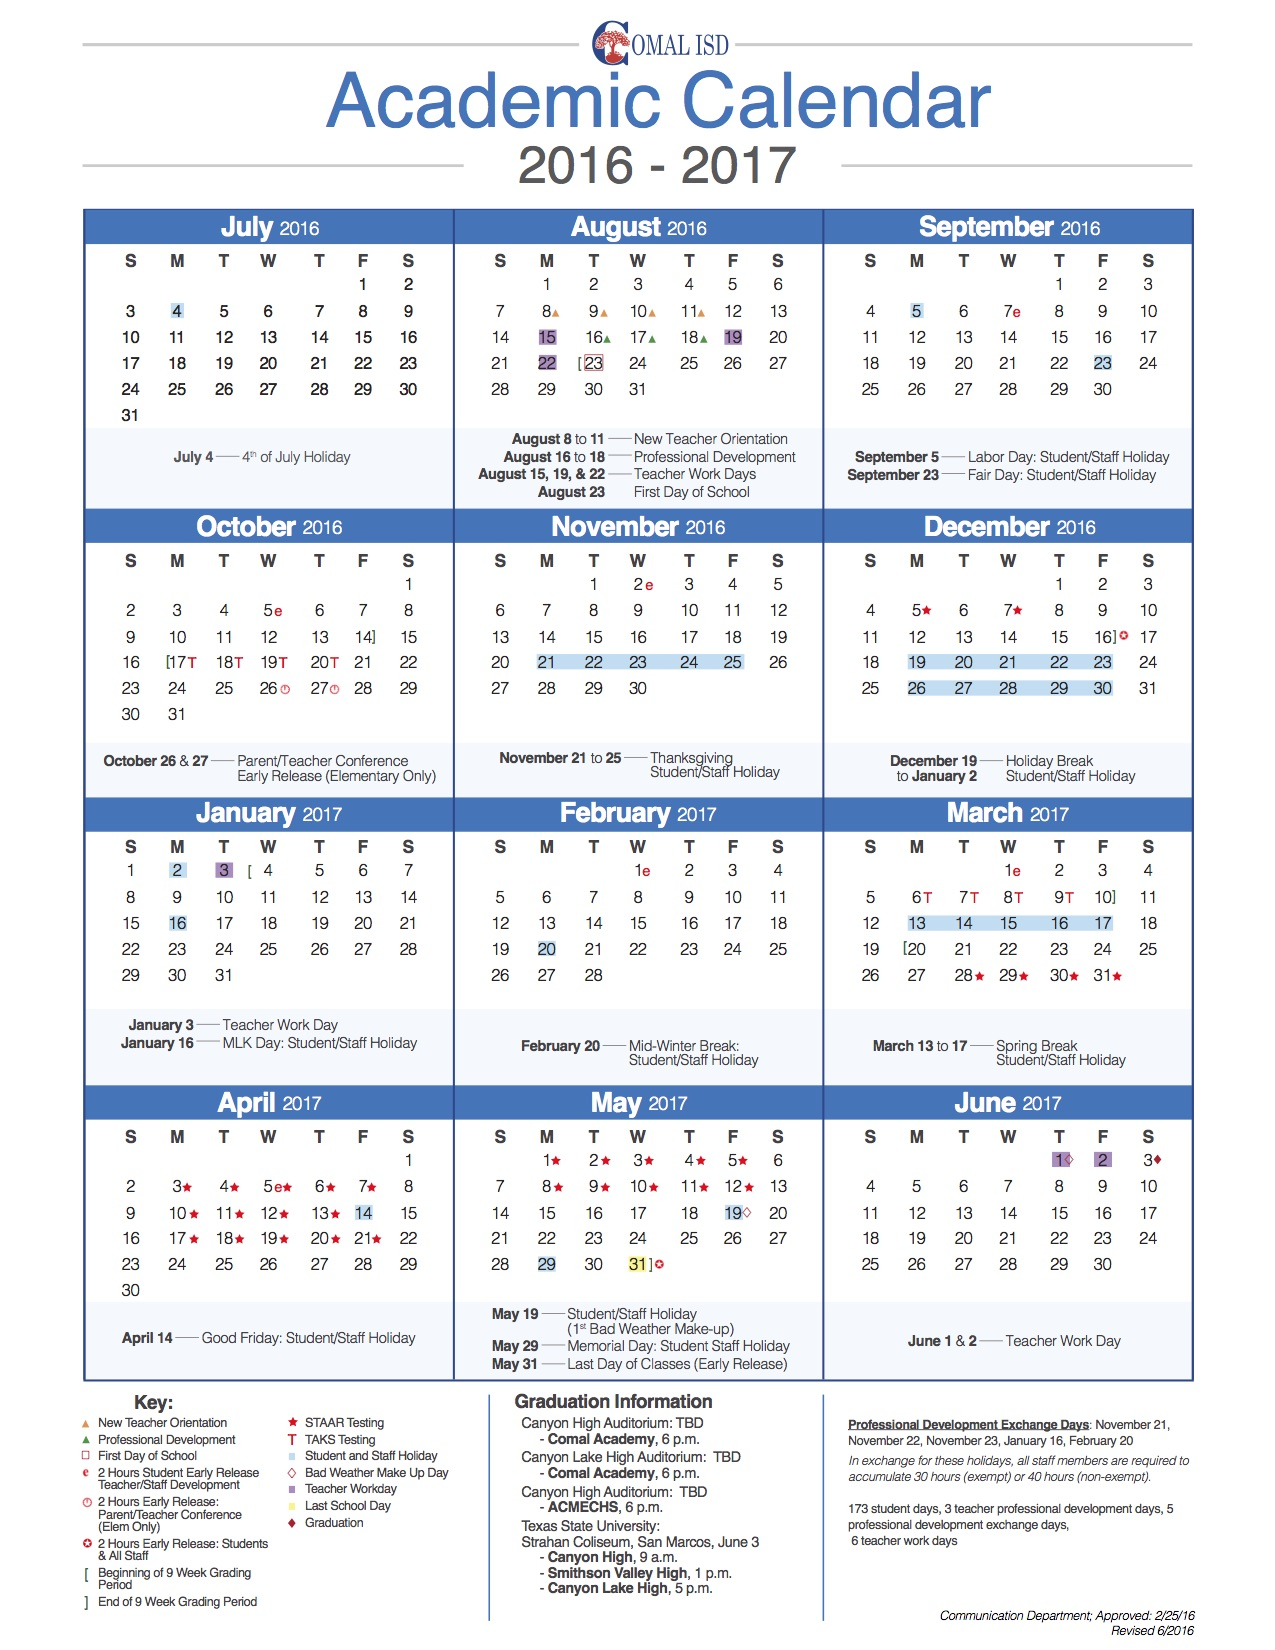 COMAL ISD
Academic Calendar
2016 - 2017
July 2016
S M T W T F S
1 2
3 4 5 6 7 8 9
10 11 12 13 14 15 16
17 18 19 20 21 22 23
24 25 26 27 28 29 30
31
July 4 4th of July Holiday
August 2016
S M T W T F S
1 2 3 4 5 6
7 8 9 10 11 12 13
14 15 16 17 18 19 20
21 22 [23 24 25 26 27
28 29 30 31
August 8 to 11 New Teacher Orientation
August 16 to 18 Professional Development
August 15, 19, & 22 Teacher Work Days
August 23 First Day of School
September 2016
S M T W T F S
1 2 3
4 5 6 7e 8 9 10
11 12 13 14 15 16 17
18 19 20 21 22 23 24
25 26 27 28 29 30
September 5 Labor Day: Student/Staff Holiday
September 23 Fair Day: Student/Staff Holiday
October 2016
S M T W T F S
1
2 3 4 5e 6 7 8
9 10 11 12 13 14] 15
16 [17T 18T 19T 20T 21 22
23 24 25 26 27 28 29
30 31
October 26 & 27 Parent/Teacher Conference
Early Release (Elementary Only)
November 2016
S M T W T F S
1 2e 3 4 5
6 7 8 9 10 11 12
13 14 15 16 17 18 19
20 21 22 23 24 25 26
27 28 29 30
November 21 to 25 Thanksgiving
Student/Staff Holiday
December 2016
S M T W T F S
1 2 3
4 5★ 6 7★ 8 9 10
11 12 13 14 15 16]✪ 17
18 19 20 21 22 23 24
25 26 27 28 29 30 31
December 19 Holiday Break
to January 2 Student/Staff Holiday
January 2017
S M T W T F S
1 2 3 [ 4 5 6 7
8 9 10 11 12 13 14
15 16 17 18 19 20 21
22 23 24 25 26 27 28
29 30 31
January 3 Teacher Work Day
January 16 MLK Day: Student/Staff Holiday
February 2017
S M T W T F S
1e 2 3 4
5 6 7 8 9 10 11
12 13 14 15 16 17 18
19 20 21 22 23 24 25
26 27 28
February 20 Mid-Winter Break:
Student/Staff Holiday
March 2017
S M T W T F S
1e 2 3 4
5 6T 7T 8T 9T 10] 11
12 13 14 15 16 17 18
19 [20 21 22 23 24 25
26 27 28★ 29★ 30★ 31★
March 13 to 17 Spring Break
Student/Staff Holiday
April 2017
S M T W T F S
1
2 3★ 4★ 5e★ 6★ 7★ 8
9 10★ 11★ 12★ 13★ 14 15
16 17★ 18★ 19★ 20★ 21★ 22
23 24 25 26 27 28 29
30
April 14 Good Friday: Student/Staff Holiday
May 2017
S M T W T F S
1★ 2★ 3★ 4★ 5★ 6
7 8★ 9★ 10★ 11★ 12★ 13
14 15 16 17 18 19◇ 20
21 22 23 24 25 26 27
28 29 30 31]✪
May 19 Student/Staff Holiday
(1st Bad Weather Make-up)
May 29 Memorial Day: Student Staff Holiday
May 31 Last Day of Classes (Early Release)
June 2017
S M T W T F S
1◇ 2 3♦
4 5 6 7 8 9 10
11 12 13 14 15 16 17
18 19 20 21 22 23 24
25 26 27 28 29 30
June 1 & 2 Teacher Work Day
Key:
New Teacher Orientation
Professional Development
First Day of School
e 2 Hours Student Early Release
Teacher/Staff Development
2 Hours Early Release:
Parent/Teacher Conference
(Elem Only)
2 Hours Early Release: Students
& All Staff
[ Beginning of 9 Week Grading
Period
] End of 9 Week Grading Period
★ STAAR Testing
T TAKS Testing
Student and Staff Holiday
Bad Weather Make Up Day
Teacher Workday
Last School Day
Graduation
Graduation Information
Canyon High Auditorium: TBD
- Comal Academy, 6 p.m.
Canyon Lake High Auditorium: TBD
- Comal Academy, 6 p.m.
Canyon High Auditorium: TBD
- ACMECHS, 6 p.m.
Texas State University:
Strahan Coliseum, San Marcos, June 3
- Canyon High, 9 a.m.
- Smithson Valley High, 1 p.m.
- Canyon Lake High, 5 p.m.
Professional Development Exchange Days: November 21,
November 22, November 23, January 16, February 20
In exchange for these holidays, all staff members are required to
accumulate 30 hours (exempt) or 40 hours (non-exempt).
173 student days, 3 teacher professional development days, 5
professional development exchange days,
6 teacher work days
Communication Department; Approved: 2/25/16
Revised 6/2016